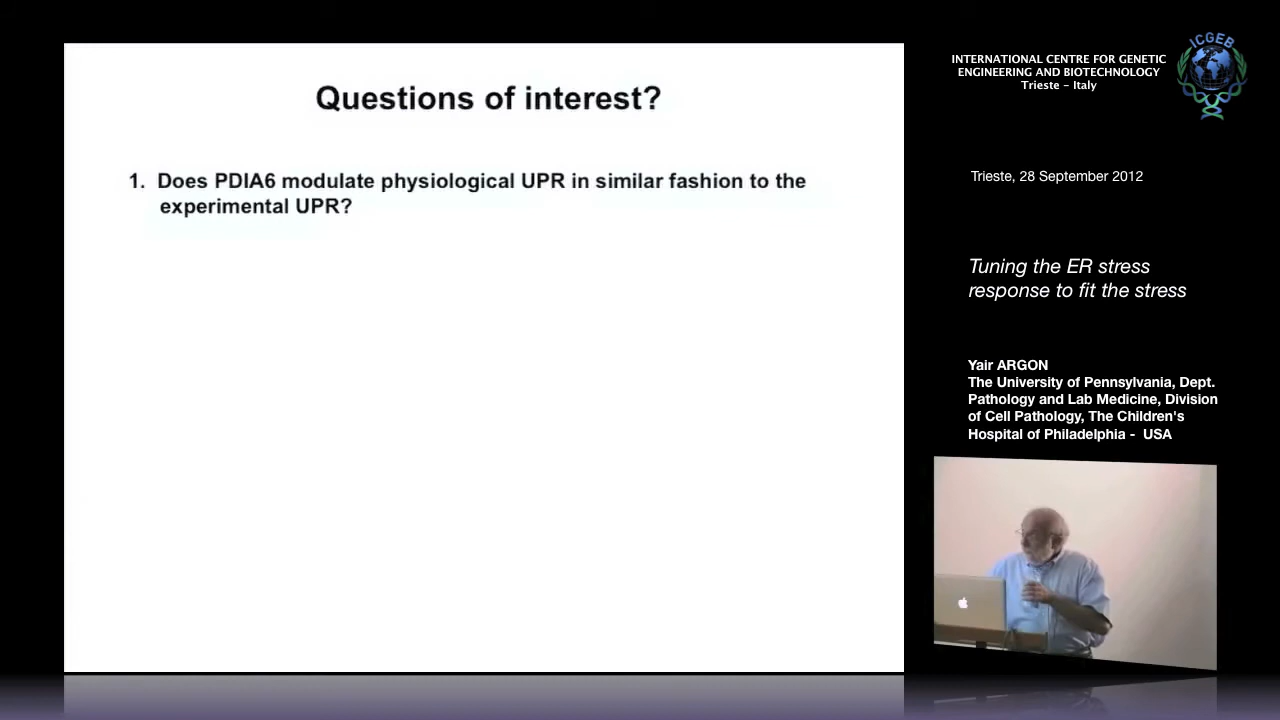 Questions of interest?
1. Does PDIA6 modulate physiological UPR in similar fashion to the
experimental UPR?
INTERNATIONAL CENTRE FOR GENETIC
ENGINEERING AND BIOTECHNOLOGY
Trieste - Italy
ICGEB
Trieste, 28 September 2012
Tuning the ER stress
response to fit the stress
Yair ARGON
The University of Pennsylvania, Dept.
Pathology and Lab Medicine, Division
of Cell Pathology, The Children's
Hospital of Philadelphia - USA